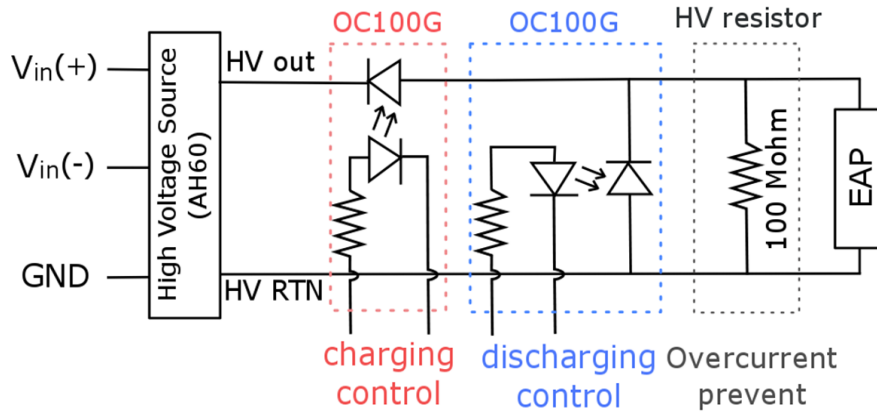 OC100G
OC100G
HV resistor
Vin(+)
HV out
Vin(-)
High Voltage Source
(AH60)
100 Mohm
EAP
GND
HV RTN
charging
control
discharging
control
Overcurrent
prevent